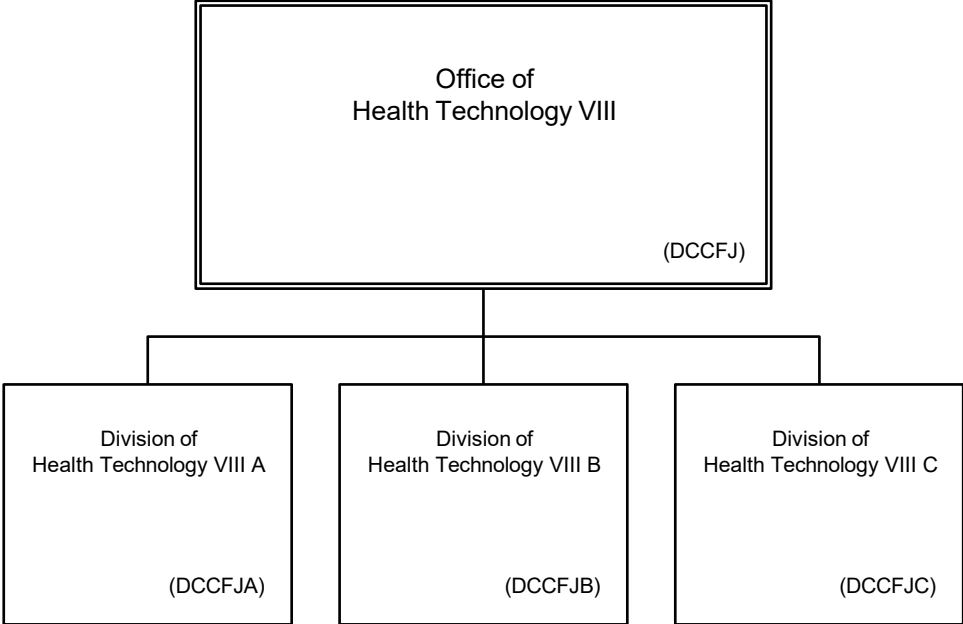 Office of
Health Technology VIII
(DCCFJ)
Division of
Health Technology VIII A
(DCCFJA)
Division of
Health Technology VIII B
(DCCFJB)
Division of
Health Technology VIII C
(DCCFJC)